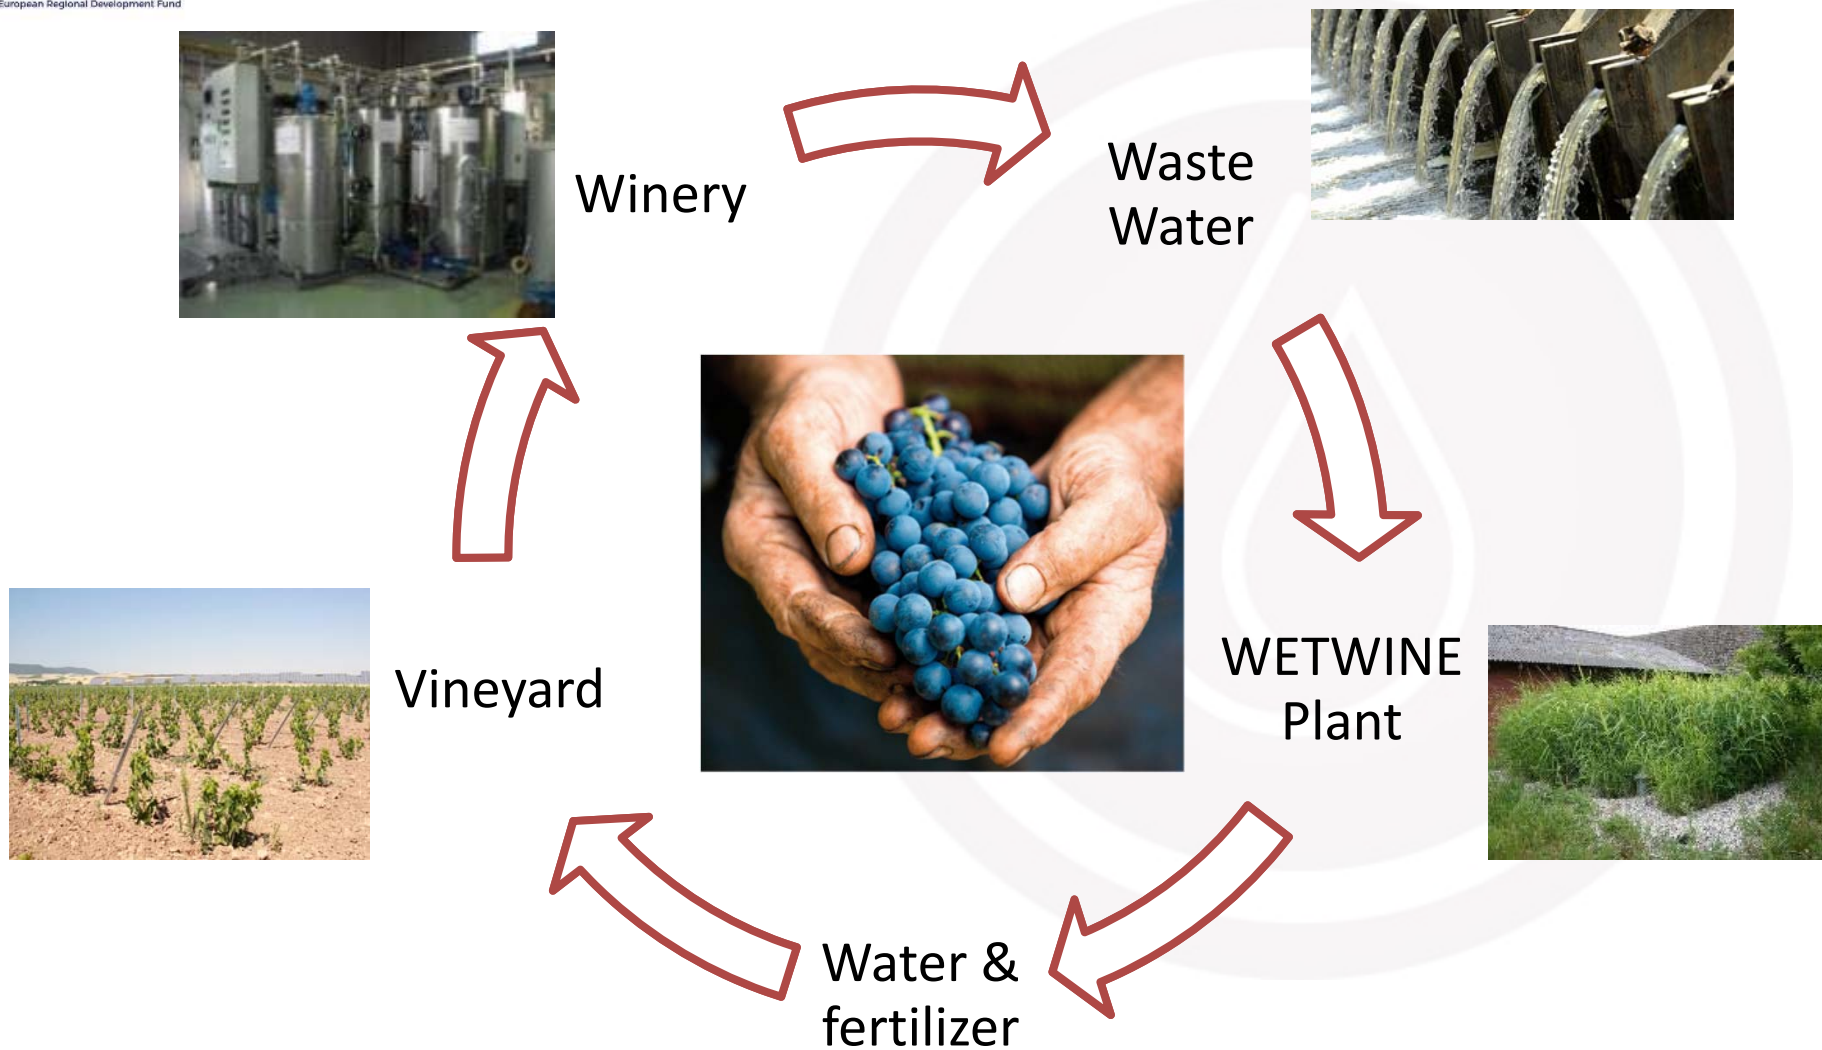 European Regional Development Fund
Winery
Waste
Water
WETWINE
Plant
Water &
fertilizer
Vineyard